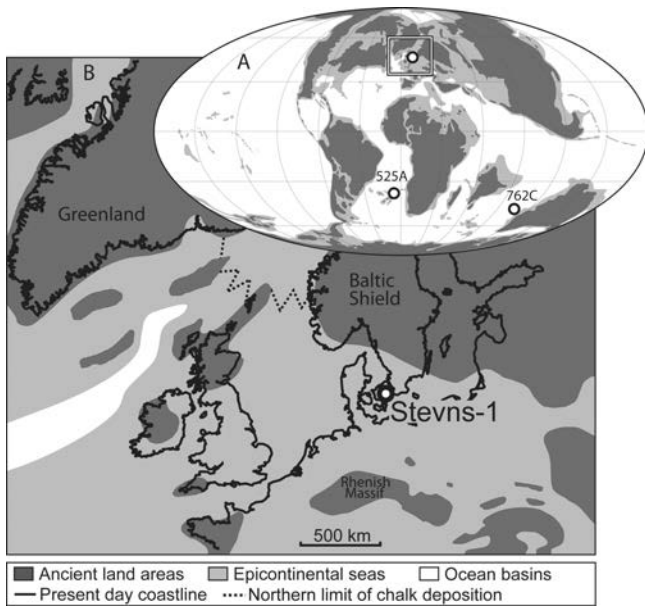 B
A
525A
762C
Greenland
Baltic
Shield
Stevns-1
Rhenish
Massif
500 km
Ancient land areas
Epicontinental seas
Ocean basins
Present day coastline
Northern limit of chalk deposition